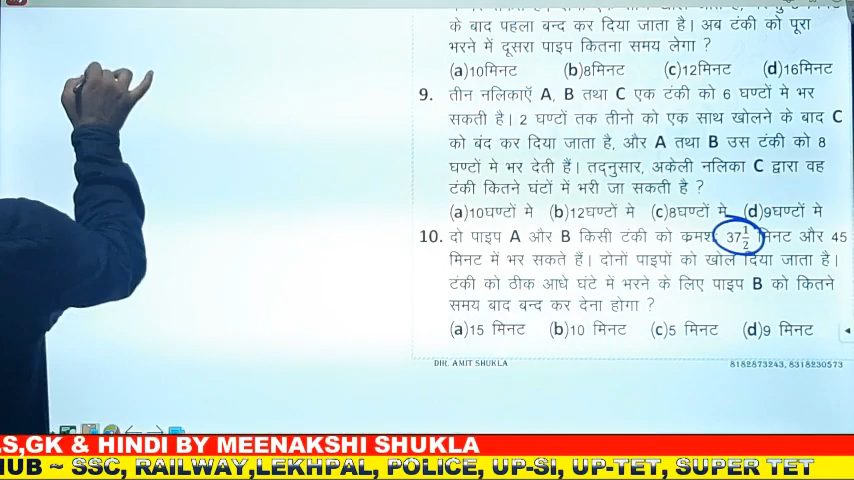 के बाद पहला बन्द कर दिया जाता है। अब टंकी को पूरा
भरने में दूसरा पाइप कितना समय लेगा ?
(a)10मिनट (b)8मिनट (c)12मिनट (d)16मिनट
9. तीन नलिकाऍ A, B तथा C एक टंकी को 6 घण्टों मे भर
सकती है। 2 घण्टों तक तीनो को एक साथ खोलने के बाद C
को बंद कर दिया जाता है, और A तथा B उस टंकी को 8
घण्टों मे भर देती हैं। तद्नुसार, अकेली नलिका C द्वारा वह
टंकी कितने घंटों में भरी जा सकती है ?
(a)10घण्टों मे (b)12घण्टों मे (c)8घण्टों मे (d)9घण्टों मे
10. दो पाइप A और B किसी टंकी को क्रमशः 37 1/2 मिनट और 45
मिनट में भर सकते हैं। दोनों पाइपों को खोल दिया जाता है।
टंकी को ठीक आधे घंटे में भरने के लिए पाइप B को कितने
समय बाद बन्द कर देना होगा ?
(a)15 मिनट (b)10 मिनट (c)5 मिनट (d)9 मिनट
DIR. AMIT SHUKLA 8182873243, 8318230573
S,GK & HINDI BY MEENAKSHI SHUKLA
HUB ~ SSC, RAILWAY,LEKHPAL, POLICE, UP-SI, UP-TET, SUPER TET